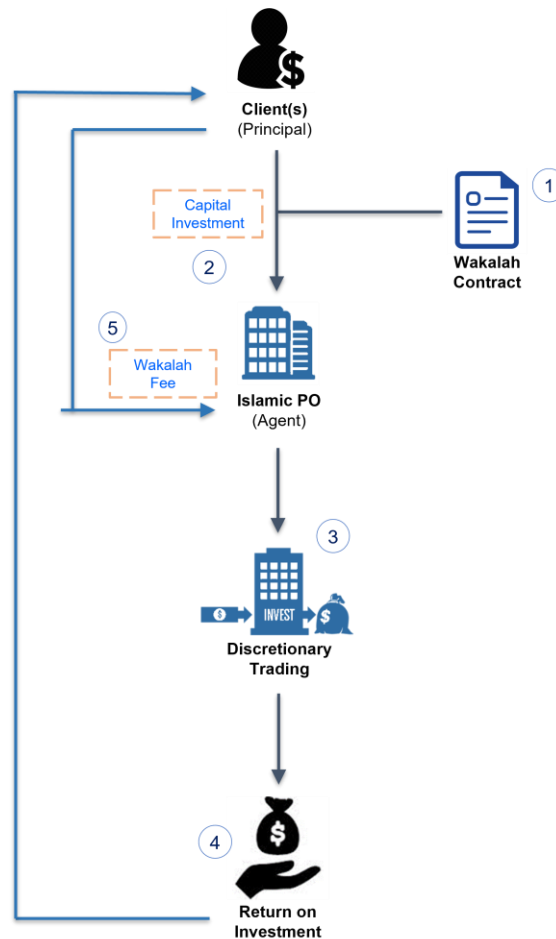 $
Client(s)
(Principal)
1
Capital
Investment
Wakalah
Contract
2
5
Wakalah
Fee
Islamic PO
(Agent)
3
$
INVEST
$
Discretionary
Trading
$
4
Return on
Investment